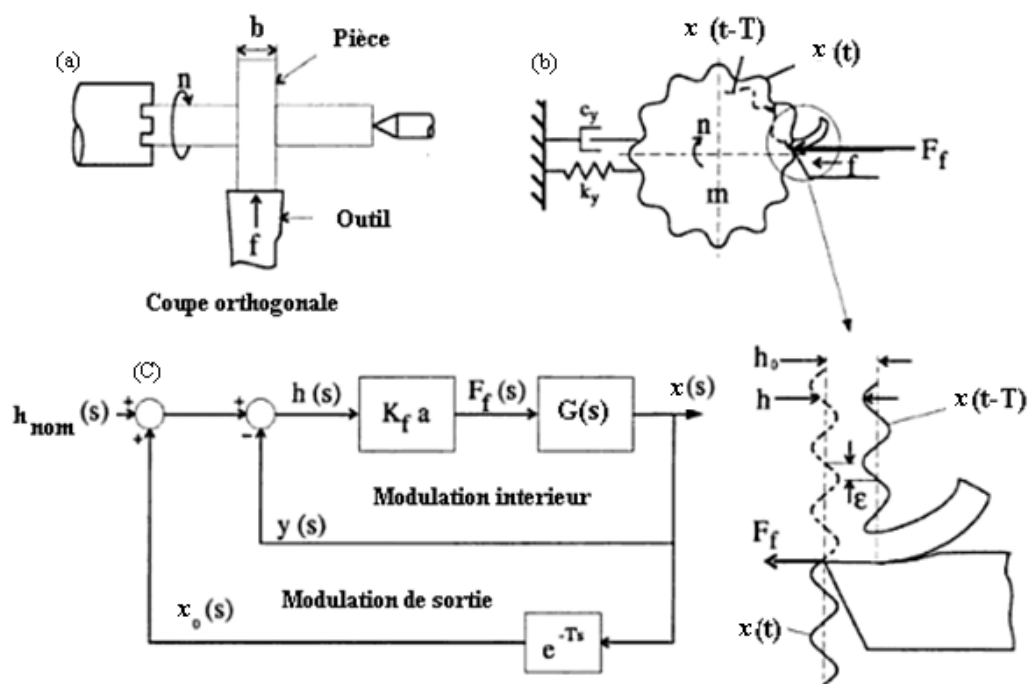 (a)
b
Pièce
n
f
Outil
Coupe orthogonale
(b)
x (t-T)
x (t)
c_y
k_y
n
m
f
F_f
(C)
h_nom (s)
+
+
+
-
h (s)
K_f a
F_f (s)
G(s)
x (s)
Modulation interieur
y (s)
Modulation de sortie
x_o (s)
e^-Ts
h_o
h
x (t-T)
ε
F_f
x (t)